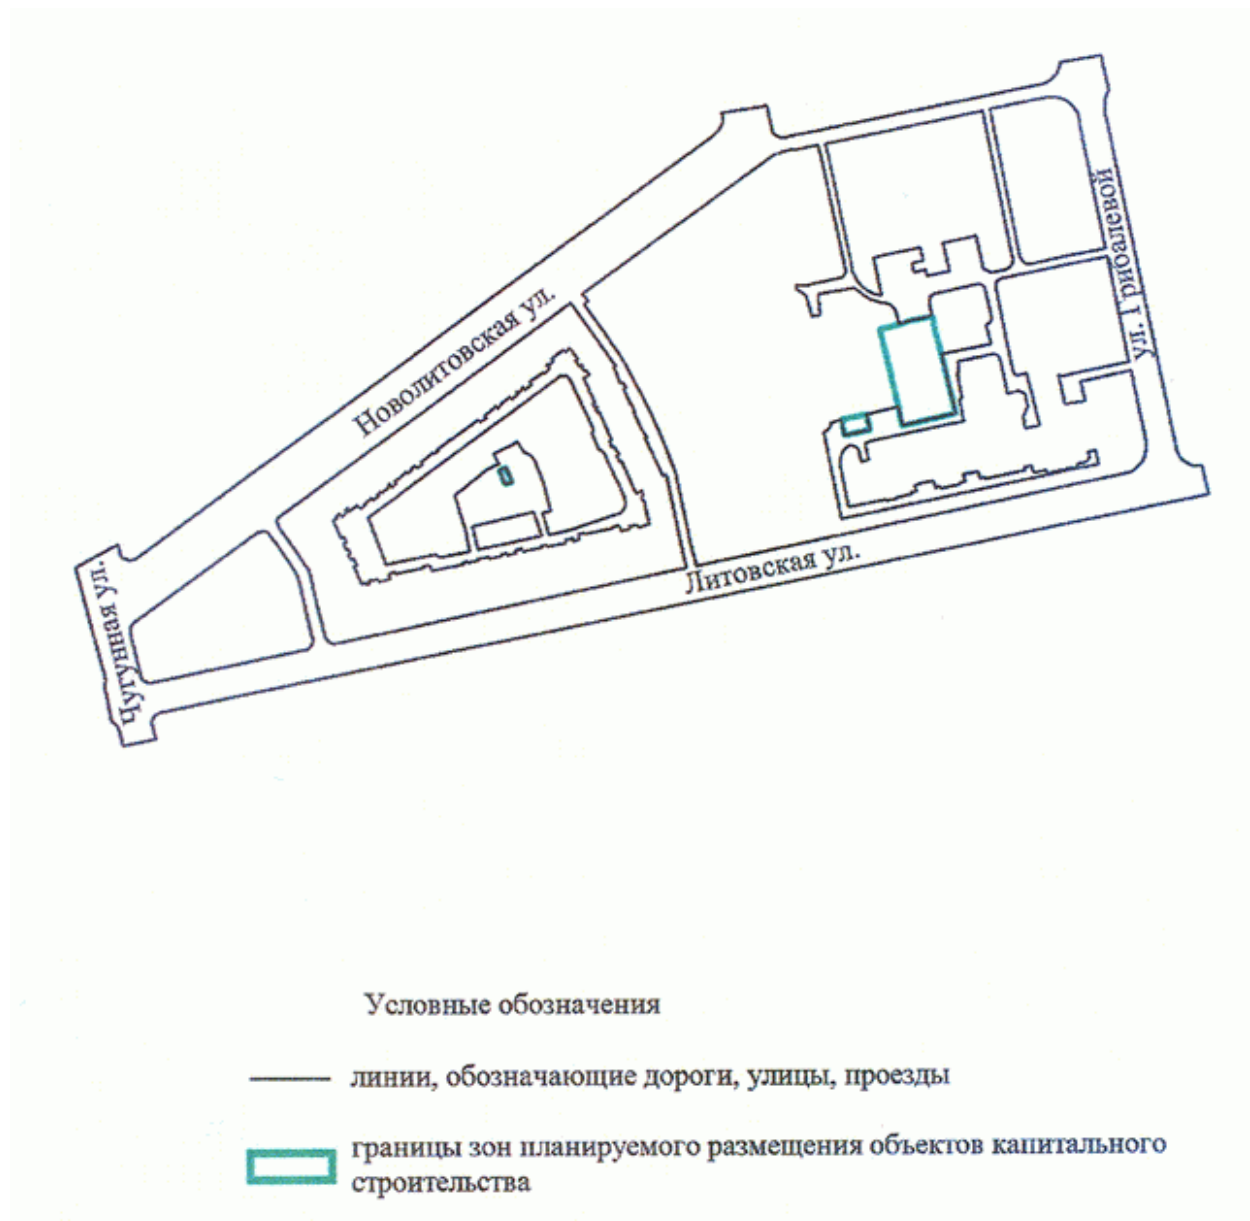 Новолитовская ул.
ул. Грибалевой
Литовская ул.
Чугунная ул.
Условные обозначения
линии, обозначающие дороги, улицы, проезды
границы зон планируемого размещения объектов капитального
строительства